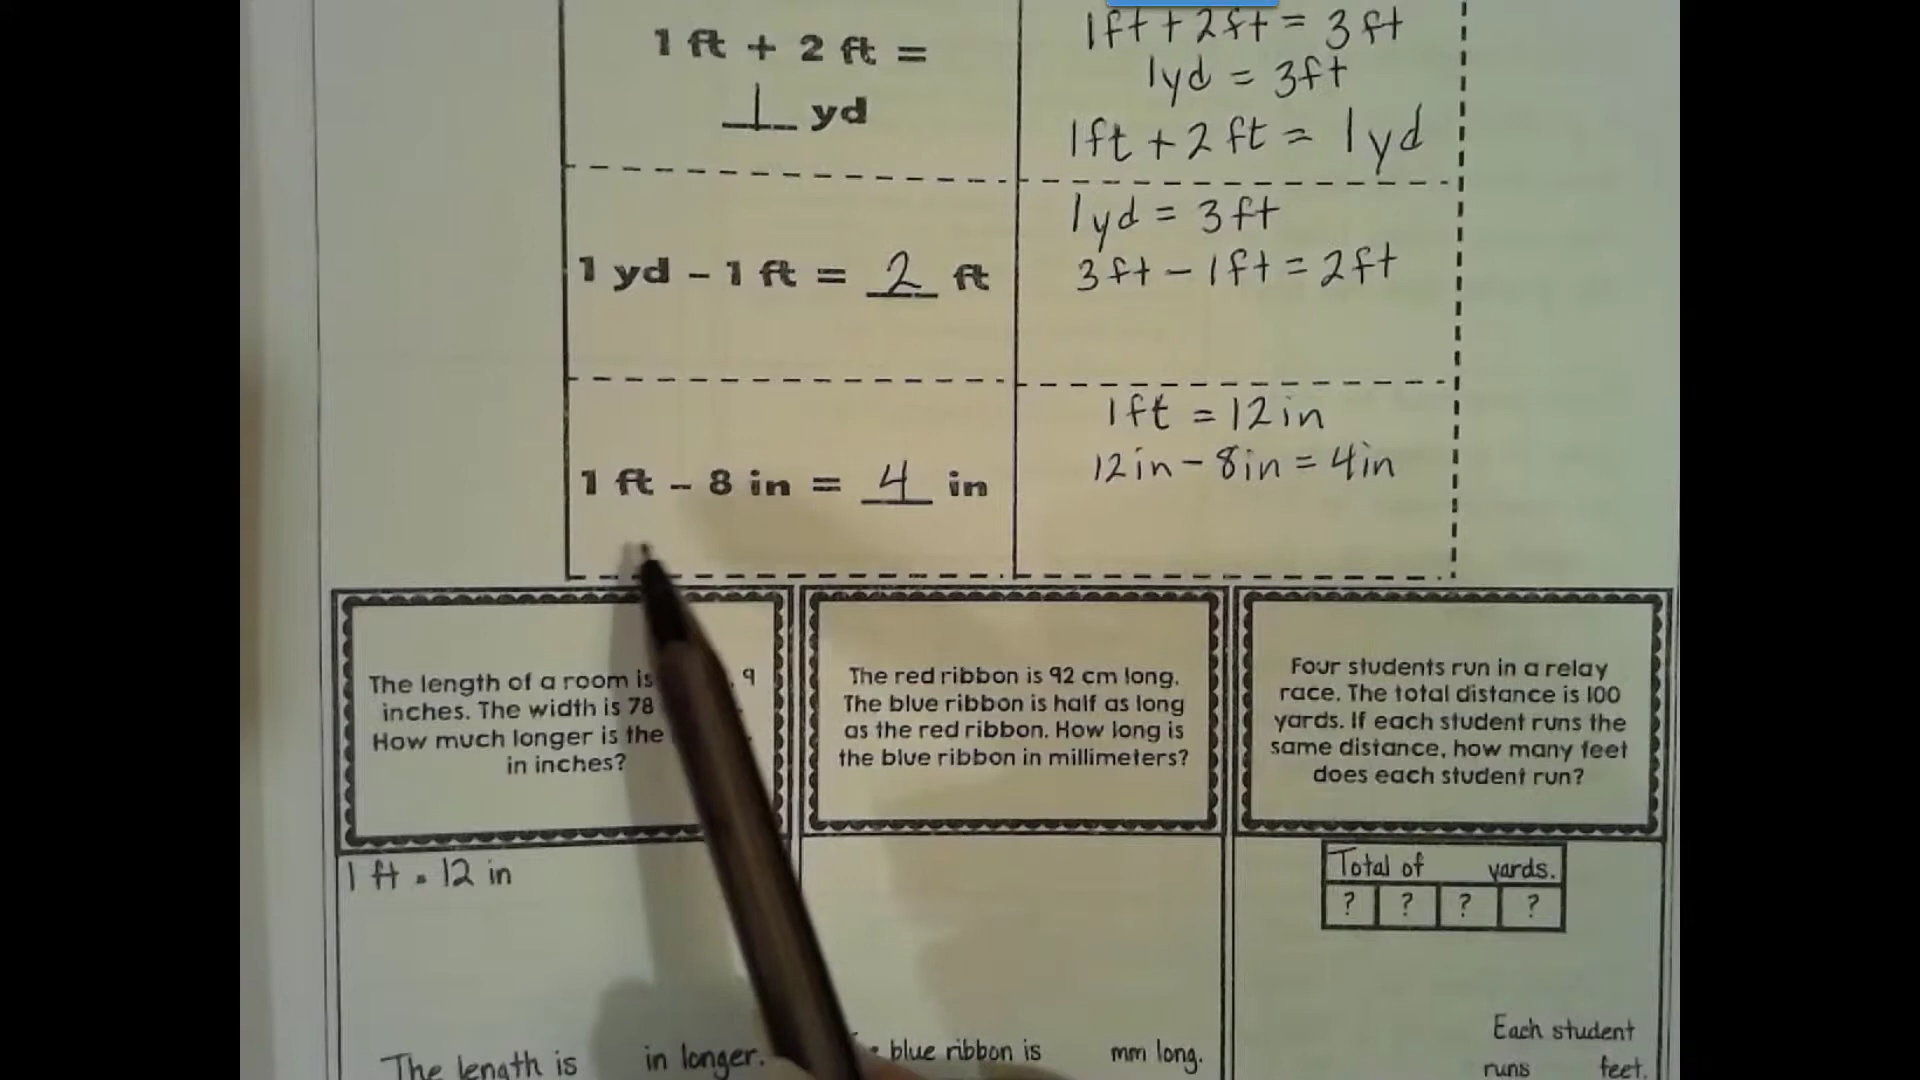 1 ft + 2 ft =
1 yd
1ft + 2ft = 3ft
1yd = 3ft
1ft + 2ft = 1yd
1 yd – 1 ft = 2 ft
1yd = 3ft
3ft – 1ft = 2ft
1 ft – 8 in = 4 in
1ft = 12in
12in – 8in = 4in
The length of a room is 9
inches. The width is 78
How much longer is the
in inches?
1 ft = 12 in
The length is in longer.
The red ribbon is 92 cm long.
The blue ribbon is half as long
as the red ribbon. How long is
the blue ribbon in millimeters?
blue ribbon is mm long.
Four students run in a relay
race. The total distance is 100
yards. If each student runs the
same distance, how many feet
does each student run?
Total of yards.
? ? ? ?
Each student
runs feet.